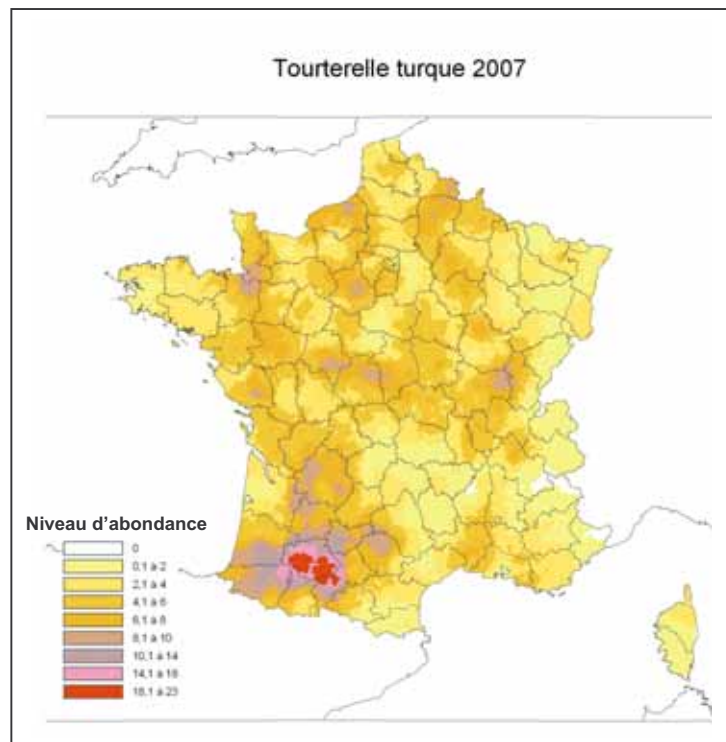 Tourterelle turque 2007
Niveau d'abondance
0
0,1 à 2
2,1 à 4
4,1 à 6
6,1 à 8
8,1 à 10
10,1 à 14
14,1 à 18
18,1 à 23